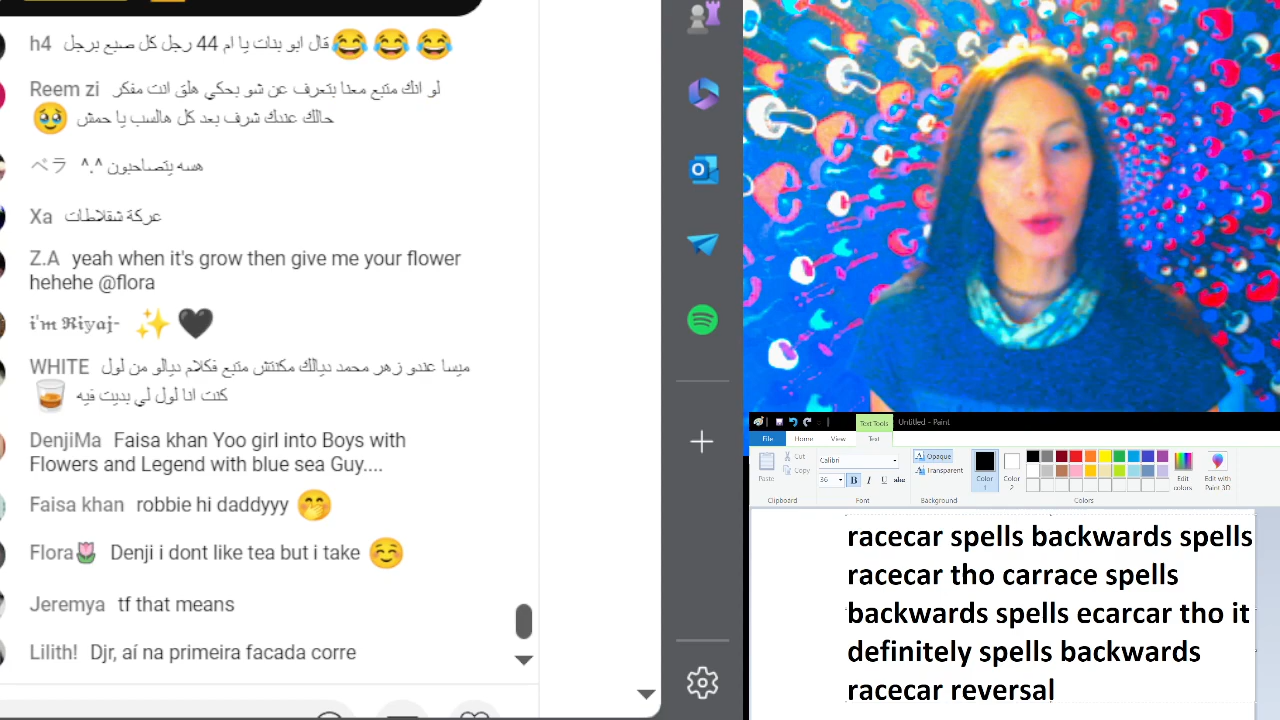 h4 قال ابو بنات يا ام 44 رجل كل صبع برجل 😂😂😂
Reem zi لو انك متبع معنا بتعرف عن شو بحكي هلق انت مفكر
حالك عندك شرف بعد كل هالسب يا حمش 🥹
ペラ هسه يتصاحبون ^.^
Xa عركة شقلاطات
Z.A yeah when it's grow then give me your flower
hehehe @flora
i'm Riyaj- ✨🖤
WHITE ميسا عندو زهر محمد ديالك مكنتش متبع فكلام ديالو من لول
كنت انا لول لي بديت فيه 🥃
DenjiMa Faisa khan Yoo girl into Boys with
Flowers and Legend with blue sea Guy....
Faisa khan robbie hi daddyyy 🤭
Flora🌷 Denji i dont like tea but i take ☺️
Jeremya tf that means
Lilith! Djr, aí na primeira facada corre
Text Tools Untitled - Paint
File Home View Text
Paste Cut Copy Clipboard
Calibri 36 B I U abc Font
Opaque Transparent Background
Color 1 Color 2 Colors
Edit colors
Edit with Paint 3D
racecar spells backwards spells
racecar tho carrace spells
backwards spells ecarcar tho it
definitely spells backwards
racecar reversal